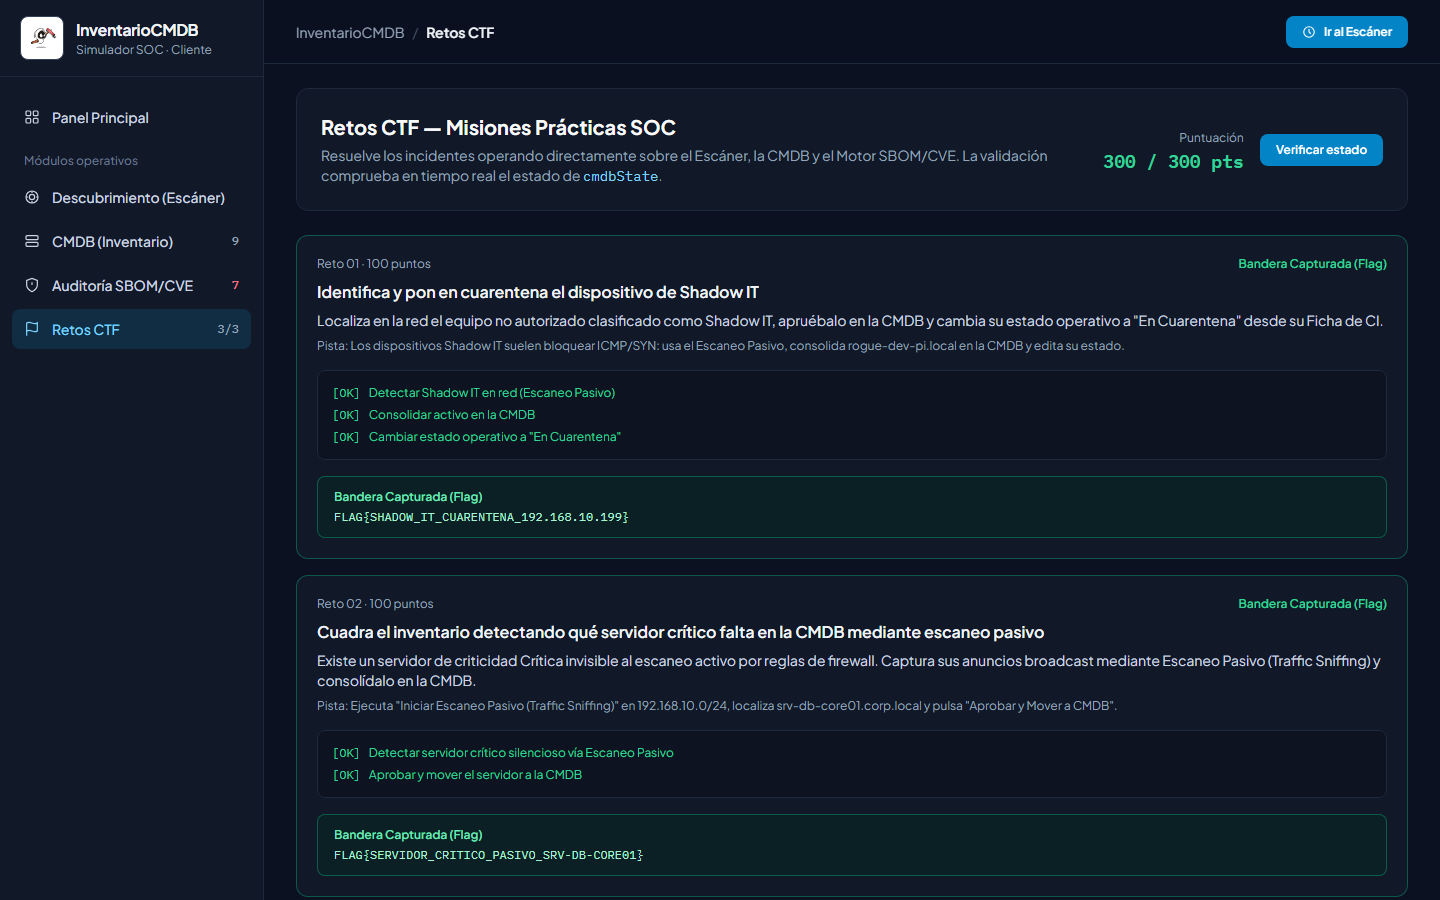 InventarioCMDB
Simulador SOC · Cliente
Panel Principal
Módulos operativos
Descubrimiento (Escáner)
CMDB (Inventario) 9
Auditoría SBOM/CVE 7
Retos CTF 3/3
InventarioCMDB / Retos CTF
Ir al Escáner
Retos CTF — Misiones Prácticas SOC
Resuelve los incidentes operando directamente sobre el Escáner, la CMDB y el Motor SBOM/CVE. La validación
comprueba en tiempo real el estado de cmdbState.
Puntuación
300 / 300 pts
Verificar estado
Reto 01 · 100 puntos
Bandera Capturada (Flag)
Identifica y pon en cuarentena el dispositivo de Shadow IT
Localiza en la red el equipo no autorizado clasificado como Shadow IT, apruébalo en la CMDB y cambia su estado operativo a "En Cuarentena" desde su Ficha de CI.
Pista: Los dispositivos Shadow IT suelen bloquear ICMP/SYN: usa el Escaneo Pasivo, consolida rogue-dev-pi.local en la CMDB y edita su estado.
[OK] Detectar Shadow IT en red (Escaneo Pasivo)
[OK] Consolidar activo en la CMDB
[OK] Cambiar estado operativo a "En Cuarentena"
Bandera Capturada (Flag)
FLAG{SHADOW_IT_CUARENTENA_192.168.10.199}
Reto 02 · 100 puntos
Bandera Capturada (Flag)
Cuadra el inventario detectando qué servidor crítico falta en la CMDB mediante escaneo pasivo
Existe un servidor de criticidad Crítica invisible al escaneo activo por reglas de firewall. Captura sus anuncios broadcast mediante Escaneo Pasivo (Traffic Sniffing) y
consolídalo en la CMDB.
Pista: Ejecuta "Iniciar Escaneo Pasivo (Traffic Sniffing)" en 192.168.10.0/24, localiza srv-db-core01.corp.local y pulsa "Aprobar y Mover a CMDB".
[OK] Detectar servidor crítico silencioso vía Escaneo Pasivo
[OK] Aprobar y mover el servidor a la CMDB
Bandera Capturada (Flag)
FLAG{SERVIDOR_CRITICO_PASIVO_SRV-DB-CORE01}